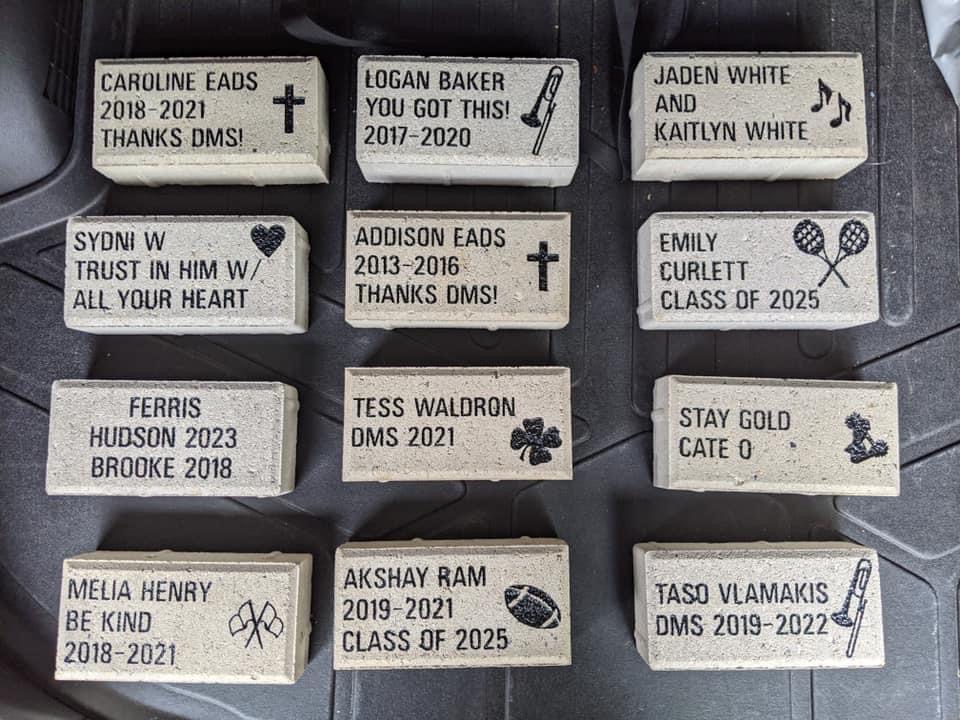 CAROLINE EADS
2018-2021
THANKS DMS!
LOGAN BAKER
YOU GOT THIS!
2017-2020
JADEN WHITE
AND
KAITLYN WHITE
SYDNI W
TRUST IN HIM W/
ALL YOUR HEART
ADDISON EADS
2013-2016
THANKS DMS!
EMILY
CURLETT
CLASS OF 2025
FERRIS
HUDSON 2023
BROOKE 2018
TESS WALDRON
DMS 2021
STAY GOLD
CATE O
MELIA HENRY
BE KIND
2018-2021
AKSHAY RAM
2019-2021
CLASS OF 2025
TASO VLAMAKIS
DMS 2019-2022